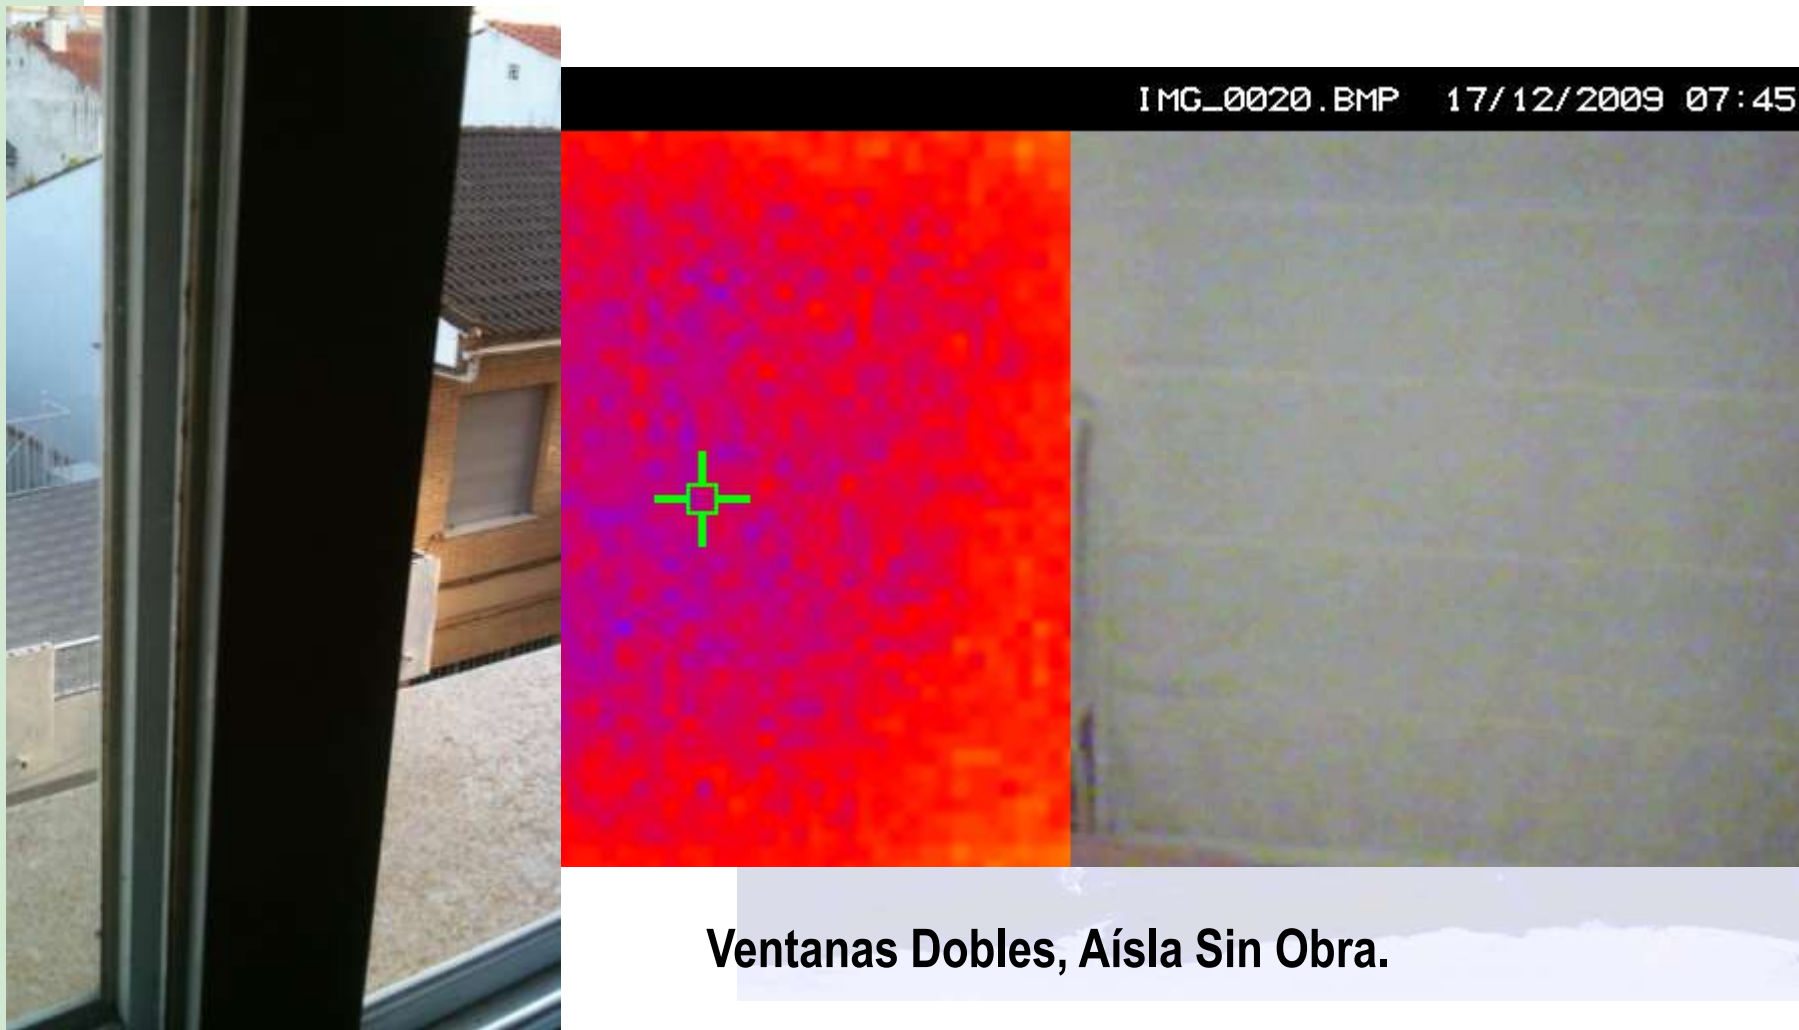 IMG_0020.BMP 17/12/2009 07:45
Ventanas Dobles, Aísla Sin Obra.